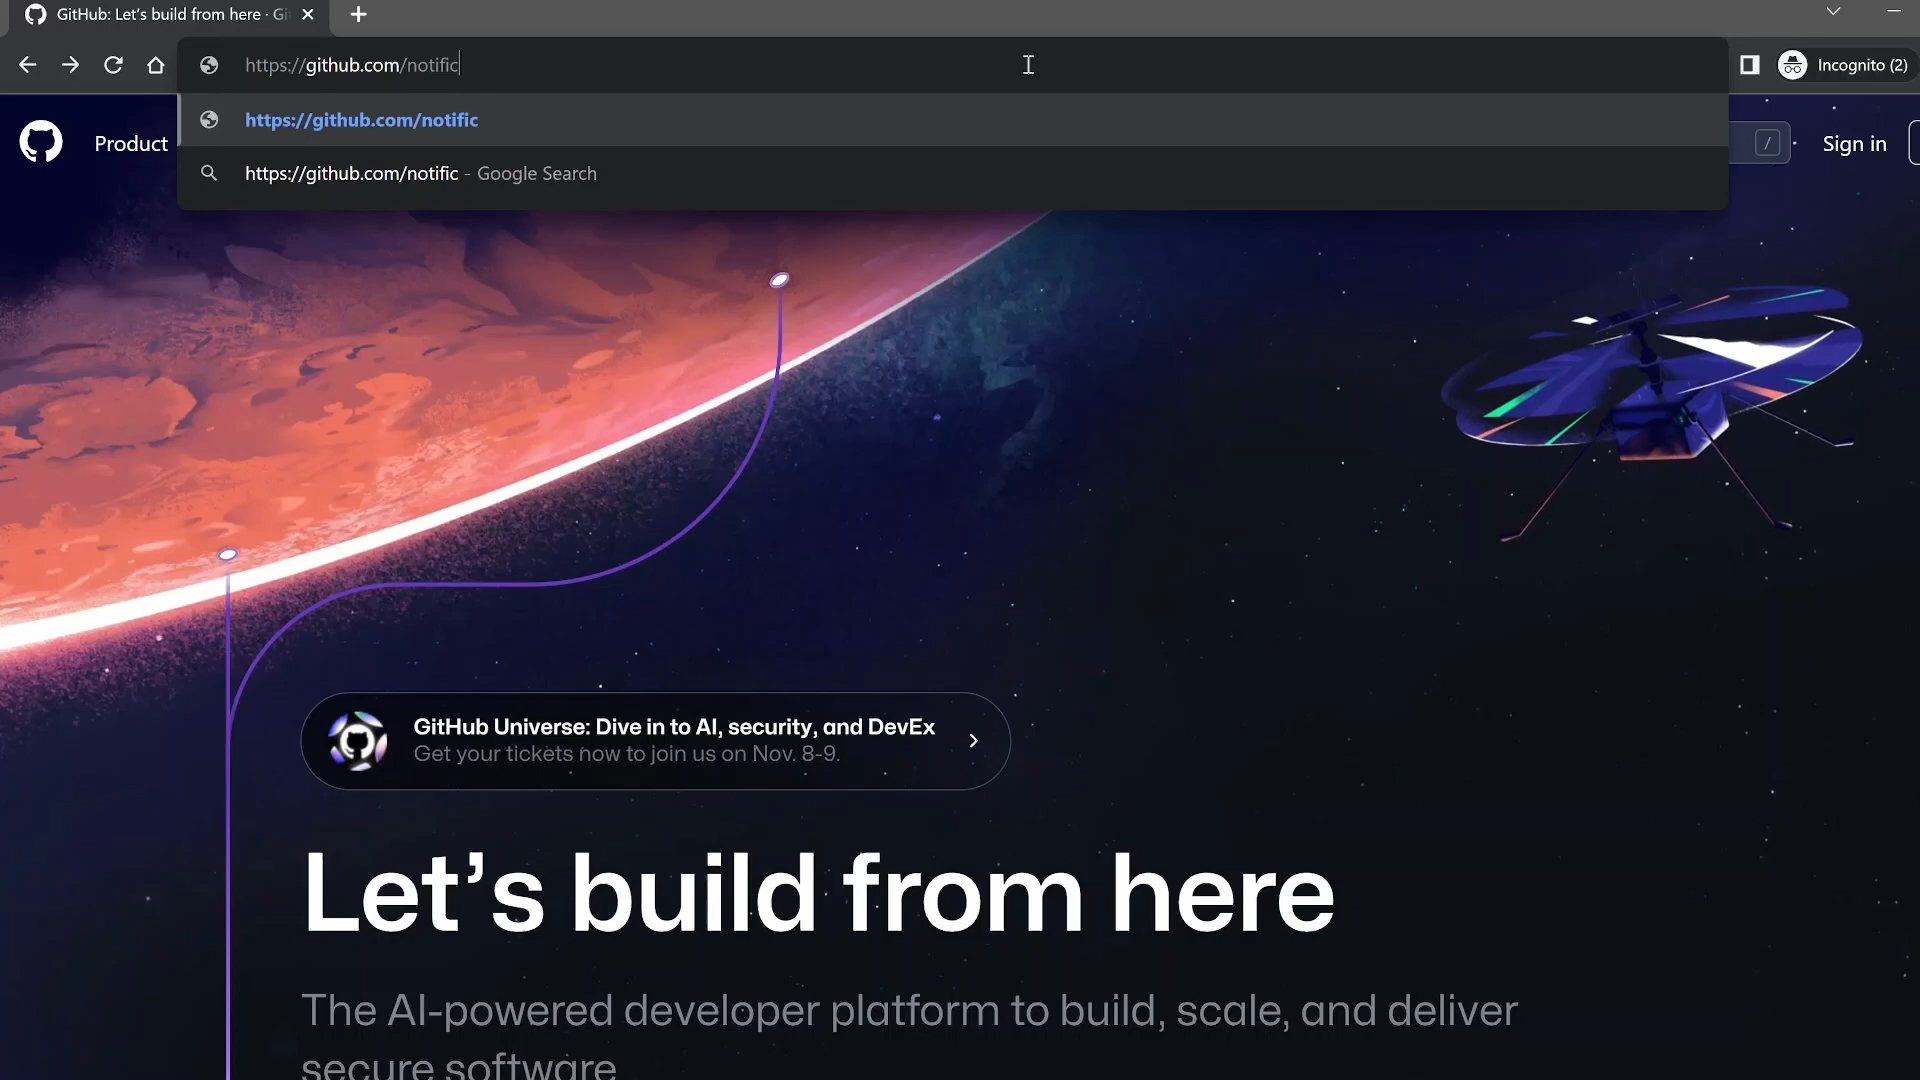 GitHub: Let's build from here · Gi
https://github.com/notific
Incognito (2)
https://github.com/notific
https://github.com/notific - Google Search
Product
/
Sign in
GitHub Universe: Dive in to AI, security, and DevEx
Get your tickets now to join us on Nov. 8-9.
Let's build from here
The AI-powered developer platform to build, scale, and deliver
secure software